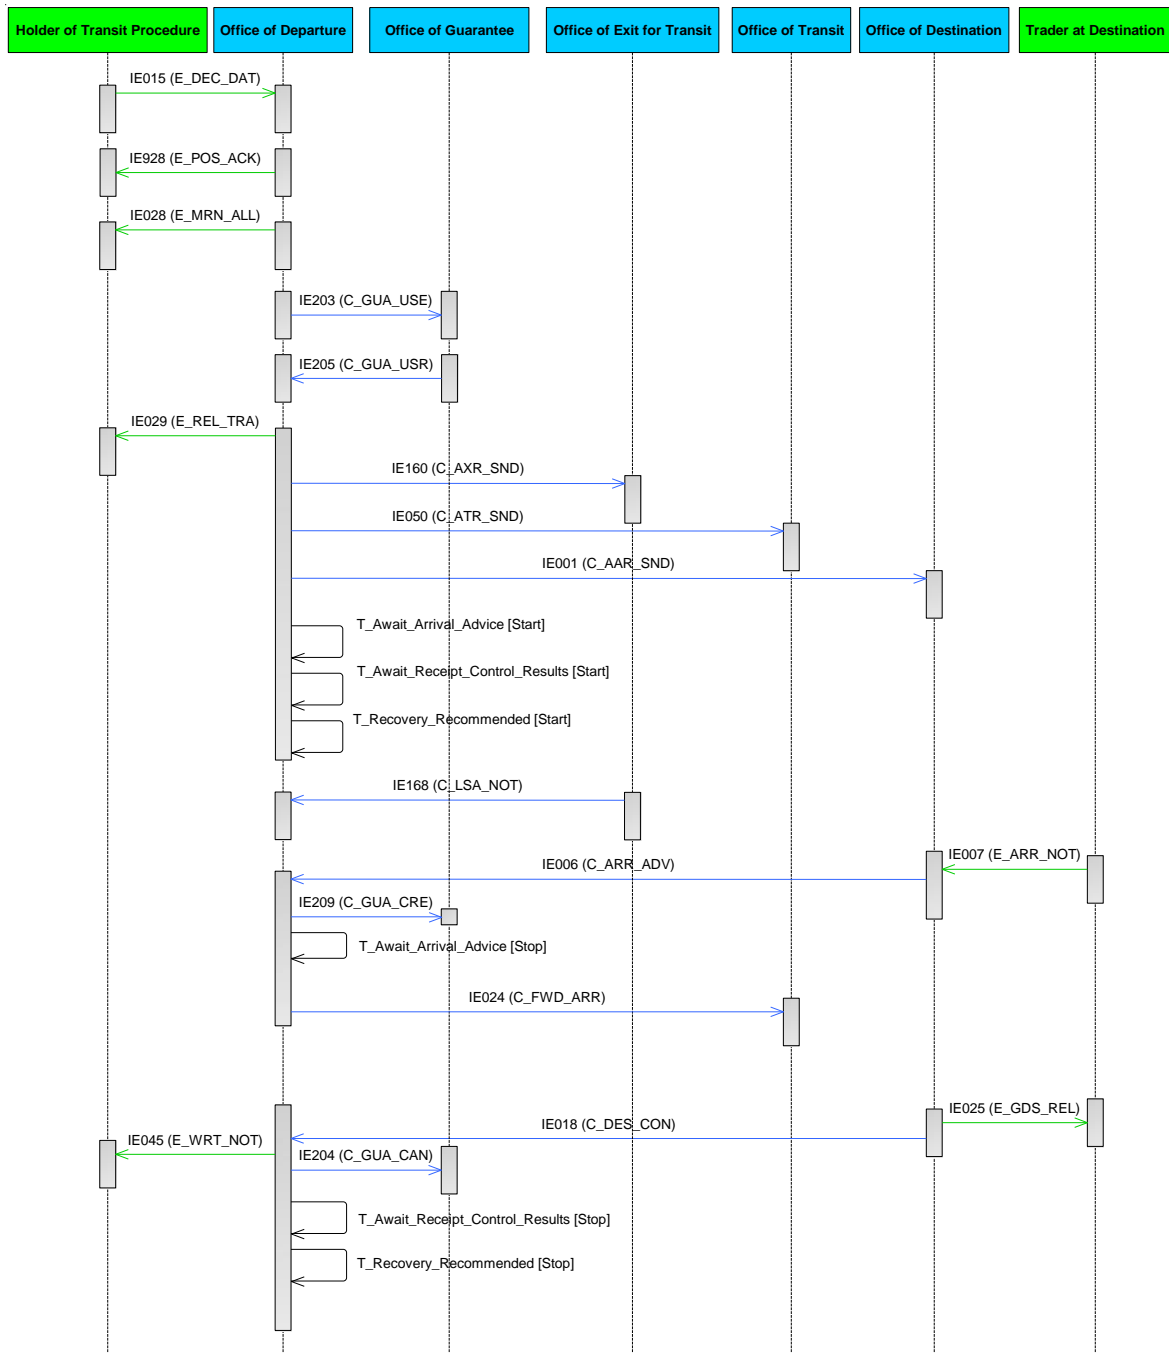 Holder of Transit Procedure
Office of Departure
Office of Guarantee
Office of Exit for Transit
Office of Transit
Office of Destination
Trader at Destination
IE015 (E_DEC_DAT)
IE928 (E_POS_ACK)
IE028 (E_MRN_ALL)
IE203 (C_GUA_USE)
IE205 (C_GUA_USR)
IE029 (E_REL_TRA)
IE160 (C_AXR_SND)
IE050 (C_ATR_SND)
IE001 (C_AAR_SND)
T_Await_Arrival_Advice [Start]
T_Await_Receipt_Control_Results [Start]
T_Recovery_Recommended [Start]
IE168 (C_LSA_NOT)
IE007 (E_ARR_NOT)
IE006 (C_ARR_ADV)
IE209 (C_GUA_CRE)
T_Await_Arrival_Advice [Stop]
IE024 (C_FWD_ARR)
IE025 (E_GDS_REL)
IE018 (C_DES_CON)
IE045 (E_WRT_NOT)
IE204 (C_GUA_CAN)
T_Await_Receipt_Control_Results [Stop]
T_Recovery_Recommended [Stop]